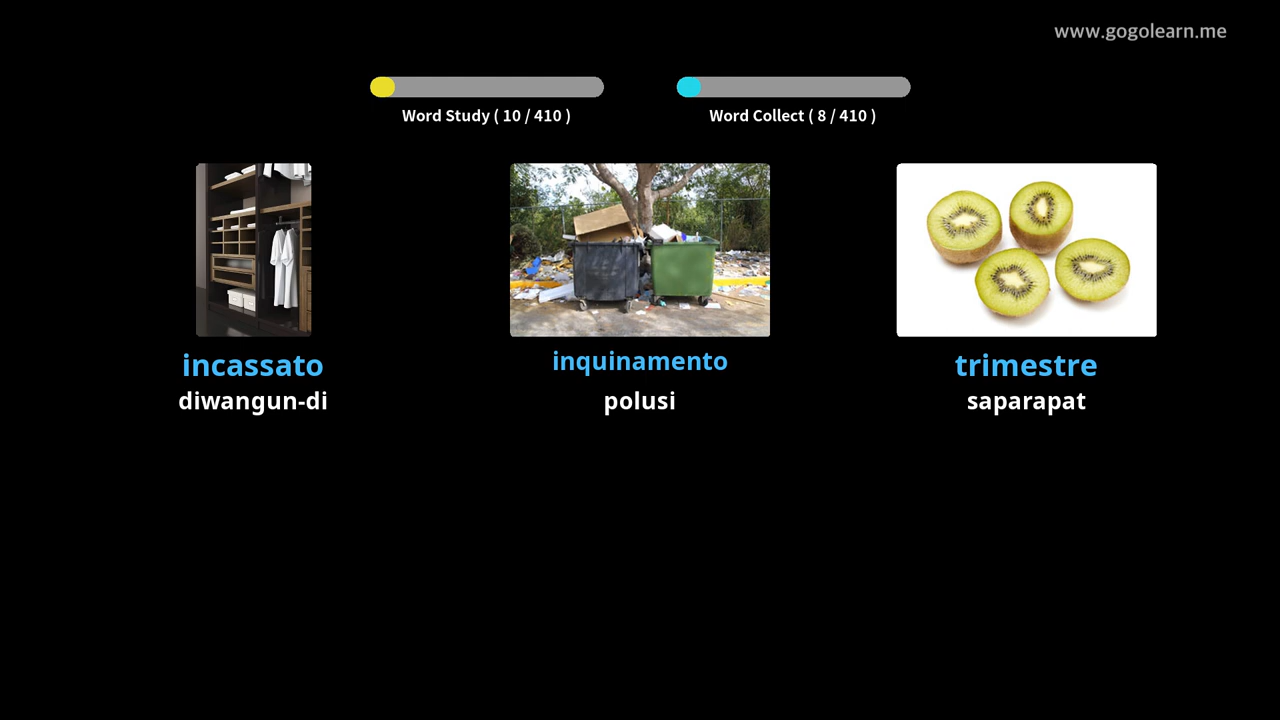 www.gogolearn.me
Word Study ( 10 / 410 )
Word Collect ( 8 / 410 )
incassato
diwangun-di
inquinamento
polusi
trimestre
saparapat